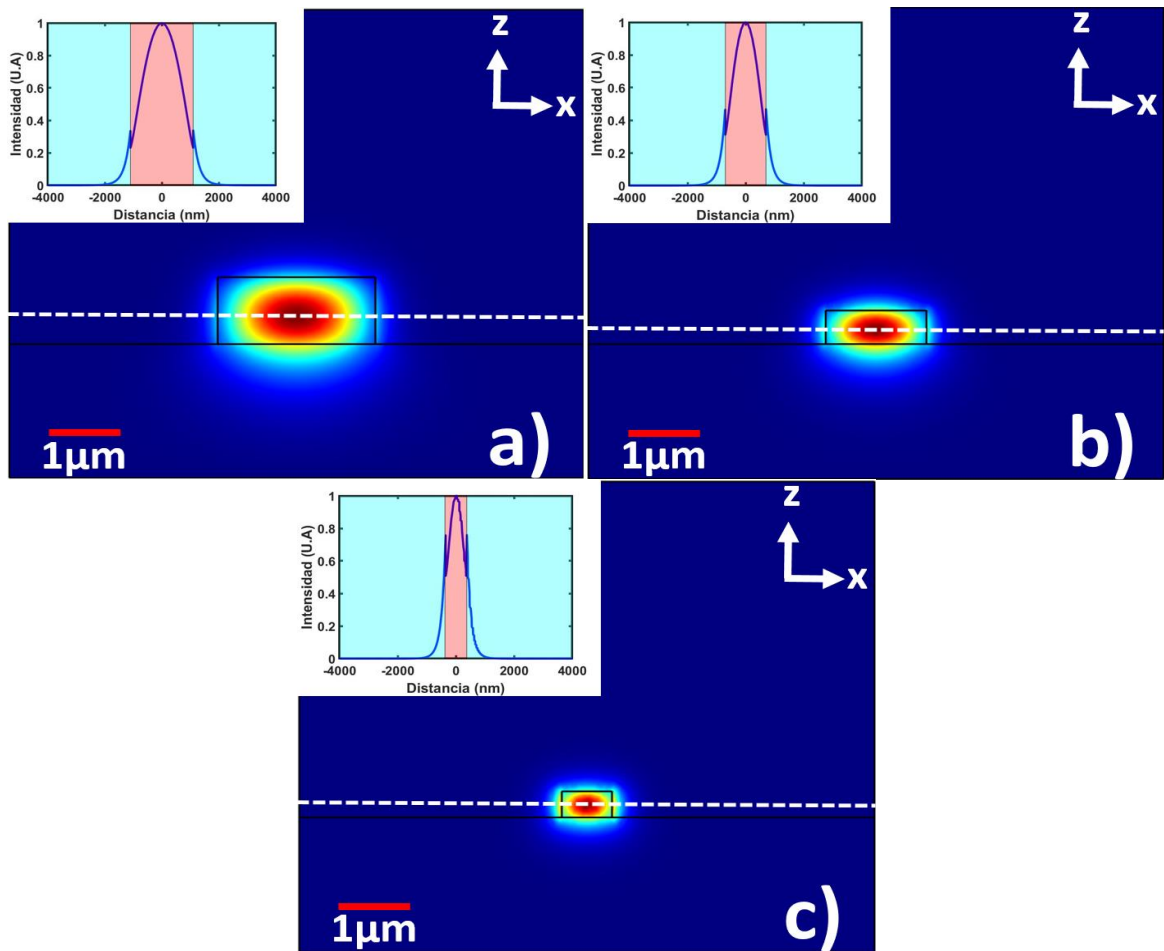 Intensidad (U.A)
1
0.8
0.6
0.4
0.2
0
-4000 -2000 0 2000 4000
Distancia (nm)
z
x
1μm
a)
Intensidad (U.A)
1
0.8
0.6
0.4
0.2
0
-4000 -2000 0 2000 4000
Distancia (nm)
z
x
1μm
b)
Intensidad (U.A)
1
0.8
0.6
0.4
0.2
0
-4000 -2000 0 2000 4000
Distancia (nm)
z
x
1μm
c)